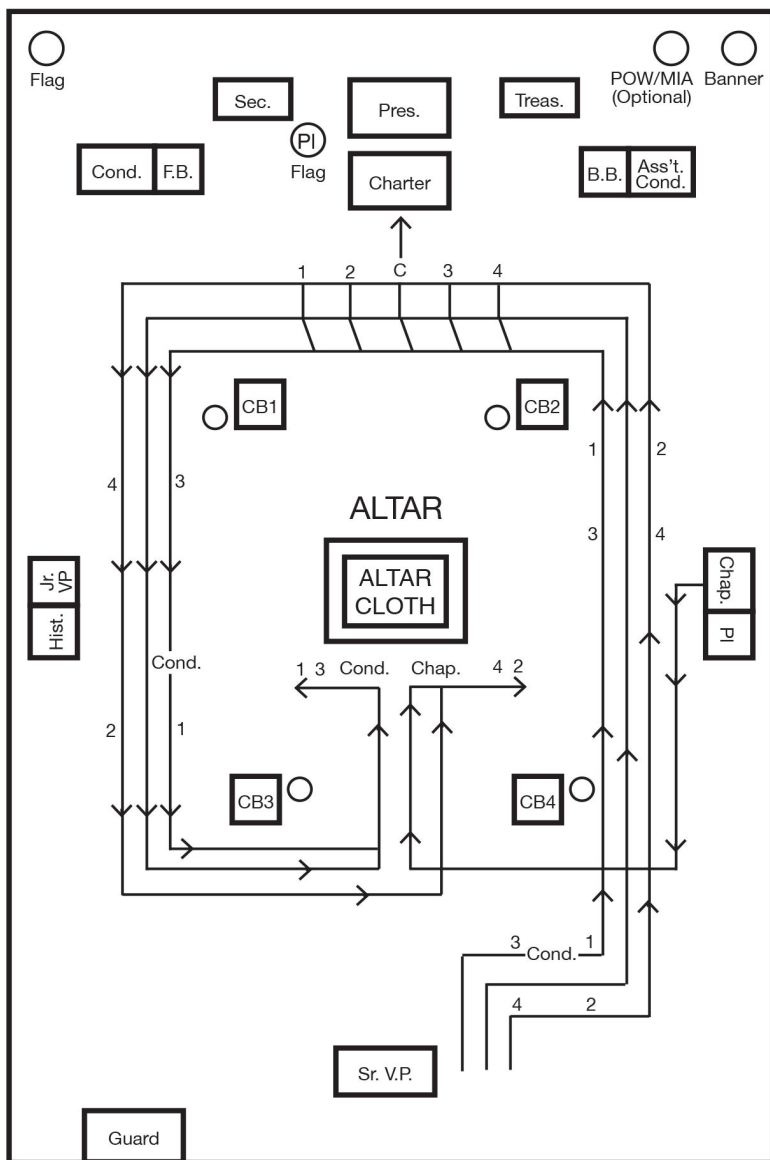 Flag
POW/MIA
(Optional)
Banner
Sec.
Pres.
Treas.
PI
Flag
Charter
Cond.
F.B.
B.B.
Ass't.
Cond.
1 2 C 3 4
CB1
CB2
4 3
1 2
3 4
ALTAR
ALTAR
CLOTH
Jr.
VP
Hist.
Chap.
PI
Cond.
1 3 Cond. Chap. 4 2
2 1
CB3
CB4
3 Cond. 1
4 2
Sr. V.P.
Guard